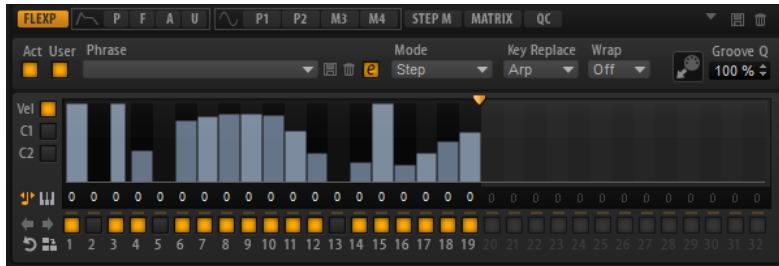 FLEXP P F A U P1 P2 M3 M4 STEP M MATRIX QC
Act User Phrase Mode Key Replace Wrap Groove Q
e Step Arp Off 100 %
Vel
C1
C2
0 0 0 0 0 0 0 0 0 0 0 0 0 0 0 0 0 0 0 0 0 0 0 0 0 0 0 0 0 0 0 0
1 2 3 4 5 6 7 8 9 10 11 12 13 14 15 16 17 18 19 20 21 22 23 24 25 26 27 28 29 30 31 32